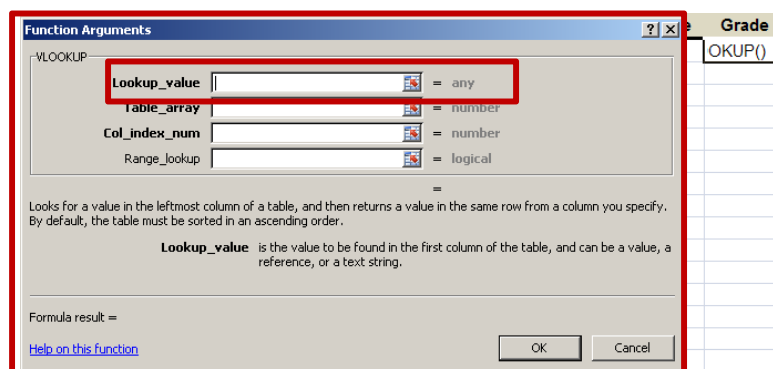 Function Arguments ? x e Grade
VLOOKUP OKUP()
Lookup_value = any
Table_array = number
Col_index_num = number
Range_lookup = logical
=
Looks for a value in the leftmost column of a table, and then returns a value in the same row from a column you specify.
By default, the table must be sorted in an ascending order.
Lookup_value is the value to be found in the first column of the table, and can be a value, a
reference, or a text string.
Formula result =
Help on this function OK Cancel